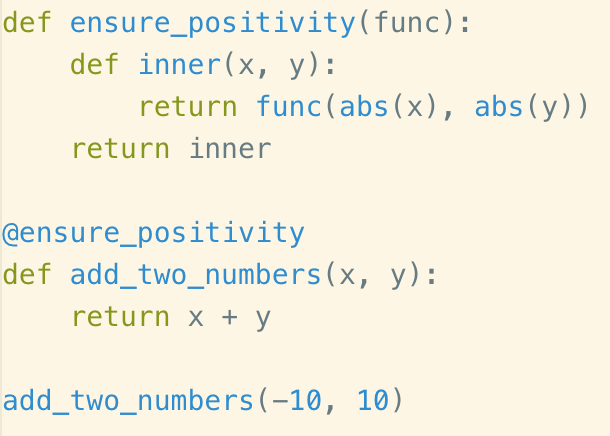 def ensure_positivity(func):
    def inner(x, y):
        return func(abs(x), abs(y))
    return inner

@ensure_positivity
def add_two_numbers(x, y):
    return x + y

add_two_numbers(-10, 10)